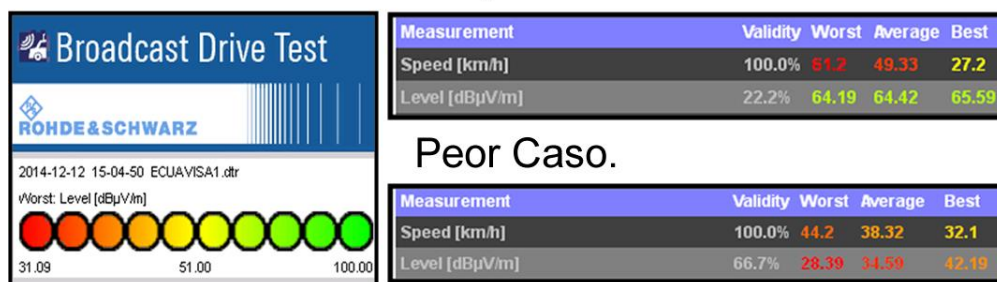 Broadcast Drive Test
ROHDE&SCHWARZ
2014-12-12 15-04-50 ECUAVISA1.dtr
Worst: Level [dBµV/m]
31.09 51.00 100.00
Measurement Validity Worst Average Best
Speed [km/h] 100.0% 61.2 49.33 27.2
Level [dBµV/m] 22.2% 64.19 64.42 65.59
Peor Caso.
Measurement Validity Worst Average Best
Speed [km/h] 100.0% 44.2 38.32 32.1
Level [dBµV/m] 66.7% 28.39 34.59 42.19